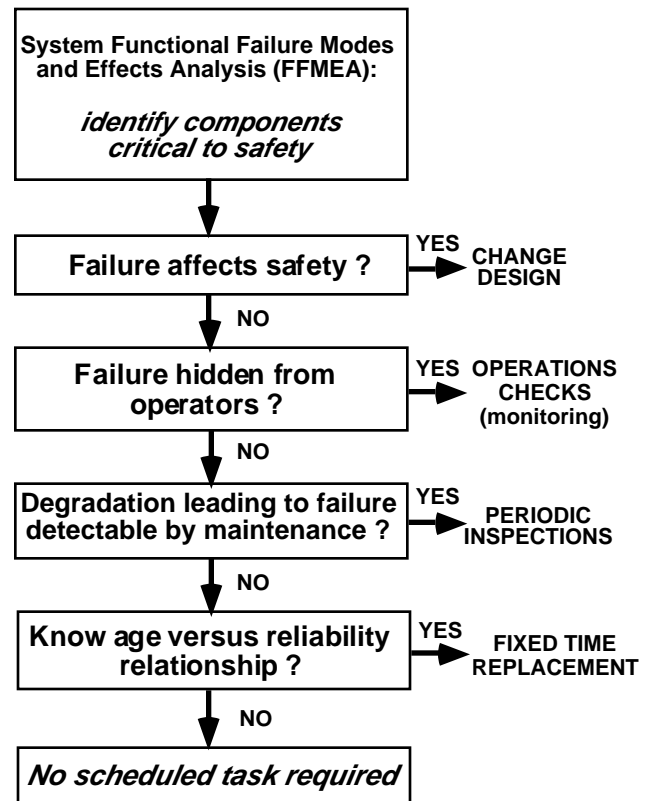 System Functional Failure Modes
and Effects Analysis (FFMEA):
identify components
critical to safety
Failure affects safety ?
YES
CHANGE
DESIGN
NO
Failure hidden from
operators ?
YES
OPERATIONS
CHECKS
(monitoring)
NO
Degradation leading to failure
detectable by maintenance ?
YES
PERIODIC
INSPECTIONS
NO
Know age versus reliability
relationship ?
YES
FIXED TIME
REPLACEMENT
NO
No scheduled task required